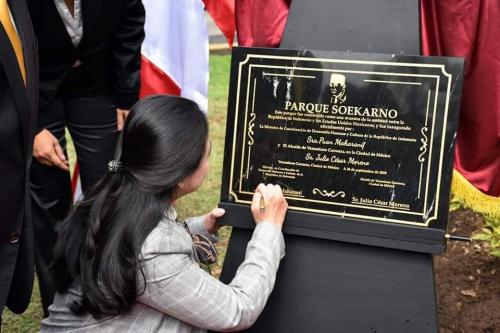 PARQUE SOEKARNO
Este parque fue renombrado como una muestra de la amistad entre la
República de Indonesia y los Estados Unidos Mexicanos, y fue inaugurado
oficialmente por:
La Ministra de Coordinación de Desarrollo Humano y Cultura de la República de Indonesia
Sra. Puan Maharani
y El Alcalde de Venustiano Carranza, en la Ciudad de México
Sr. Julio César Moreno
Venustiano Carranza, Ciudad de México
Maharani
Sr. Julio César Moreno